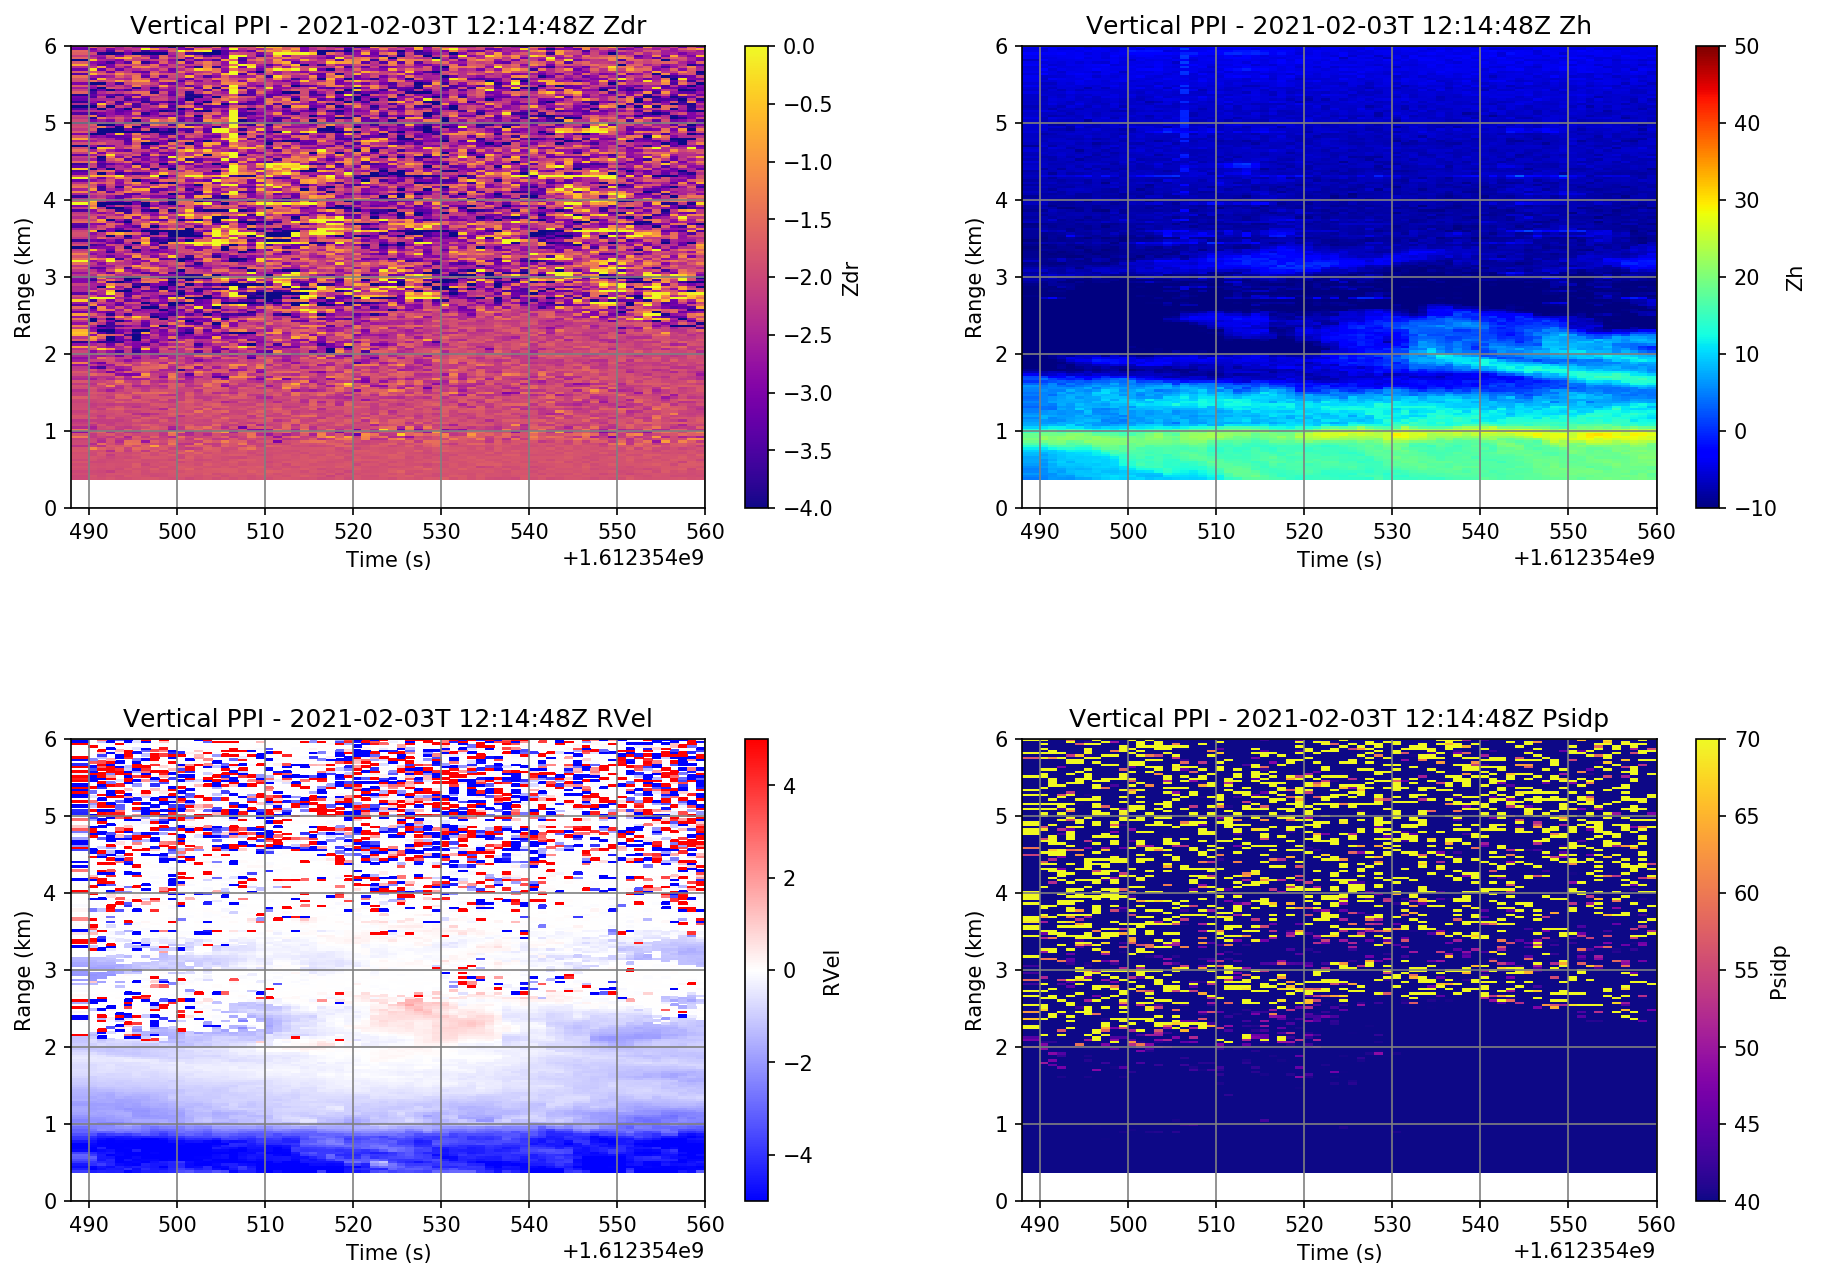 Vertical PPI - 2021-02-03T 12:14:48Z Zdr
6
5
4
3
2
1
0
Range (km)
490 500 510 520 530 540 550 560
Time (s)
+1.612354e9
0.0
−0.5
−1.0
−1.5
−2.0
−2.5
−3.0
−3.5
−4.0
Zdr
Vertical PPI - 2021-02-03T 12:14:48Z Zh
6
5
4
3
2
1
0
Range (km)
490 500 510 520 530 540 550 560
Time (s)
+1.612354e9
50
40
30
20
10
0
−10
Zh
Vertical PPI - 2021-02-03T 12:14:48Z RVel
6
5
4
3
2
1
0
Range (km)
490 500 510 520 530 540 550 560
Time (s)
+1.612354e9
4
2
0
−2
−4
RVel
Vertical PPI - 2021-02-03T 12:14:48Z Psidp
6
5
4
3
2
1
0
Range (km)
490 500 510 520 530 540 550 560
Time (s)
+1.612354e9
70
65
60
55
50
45
40
Psidp